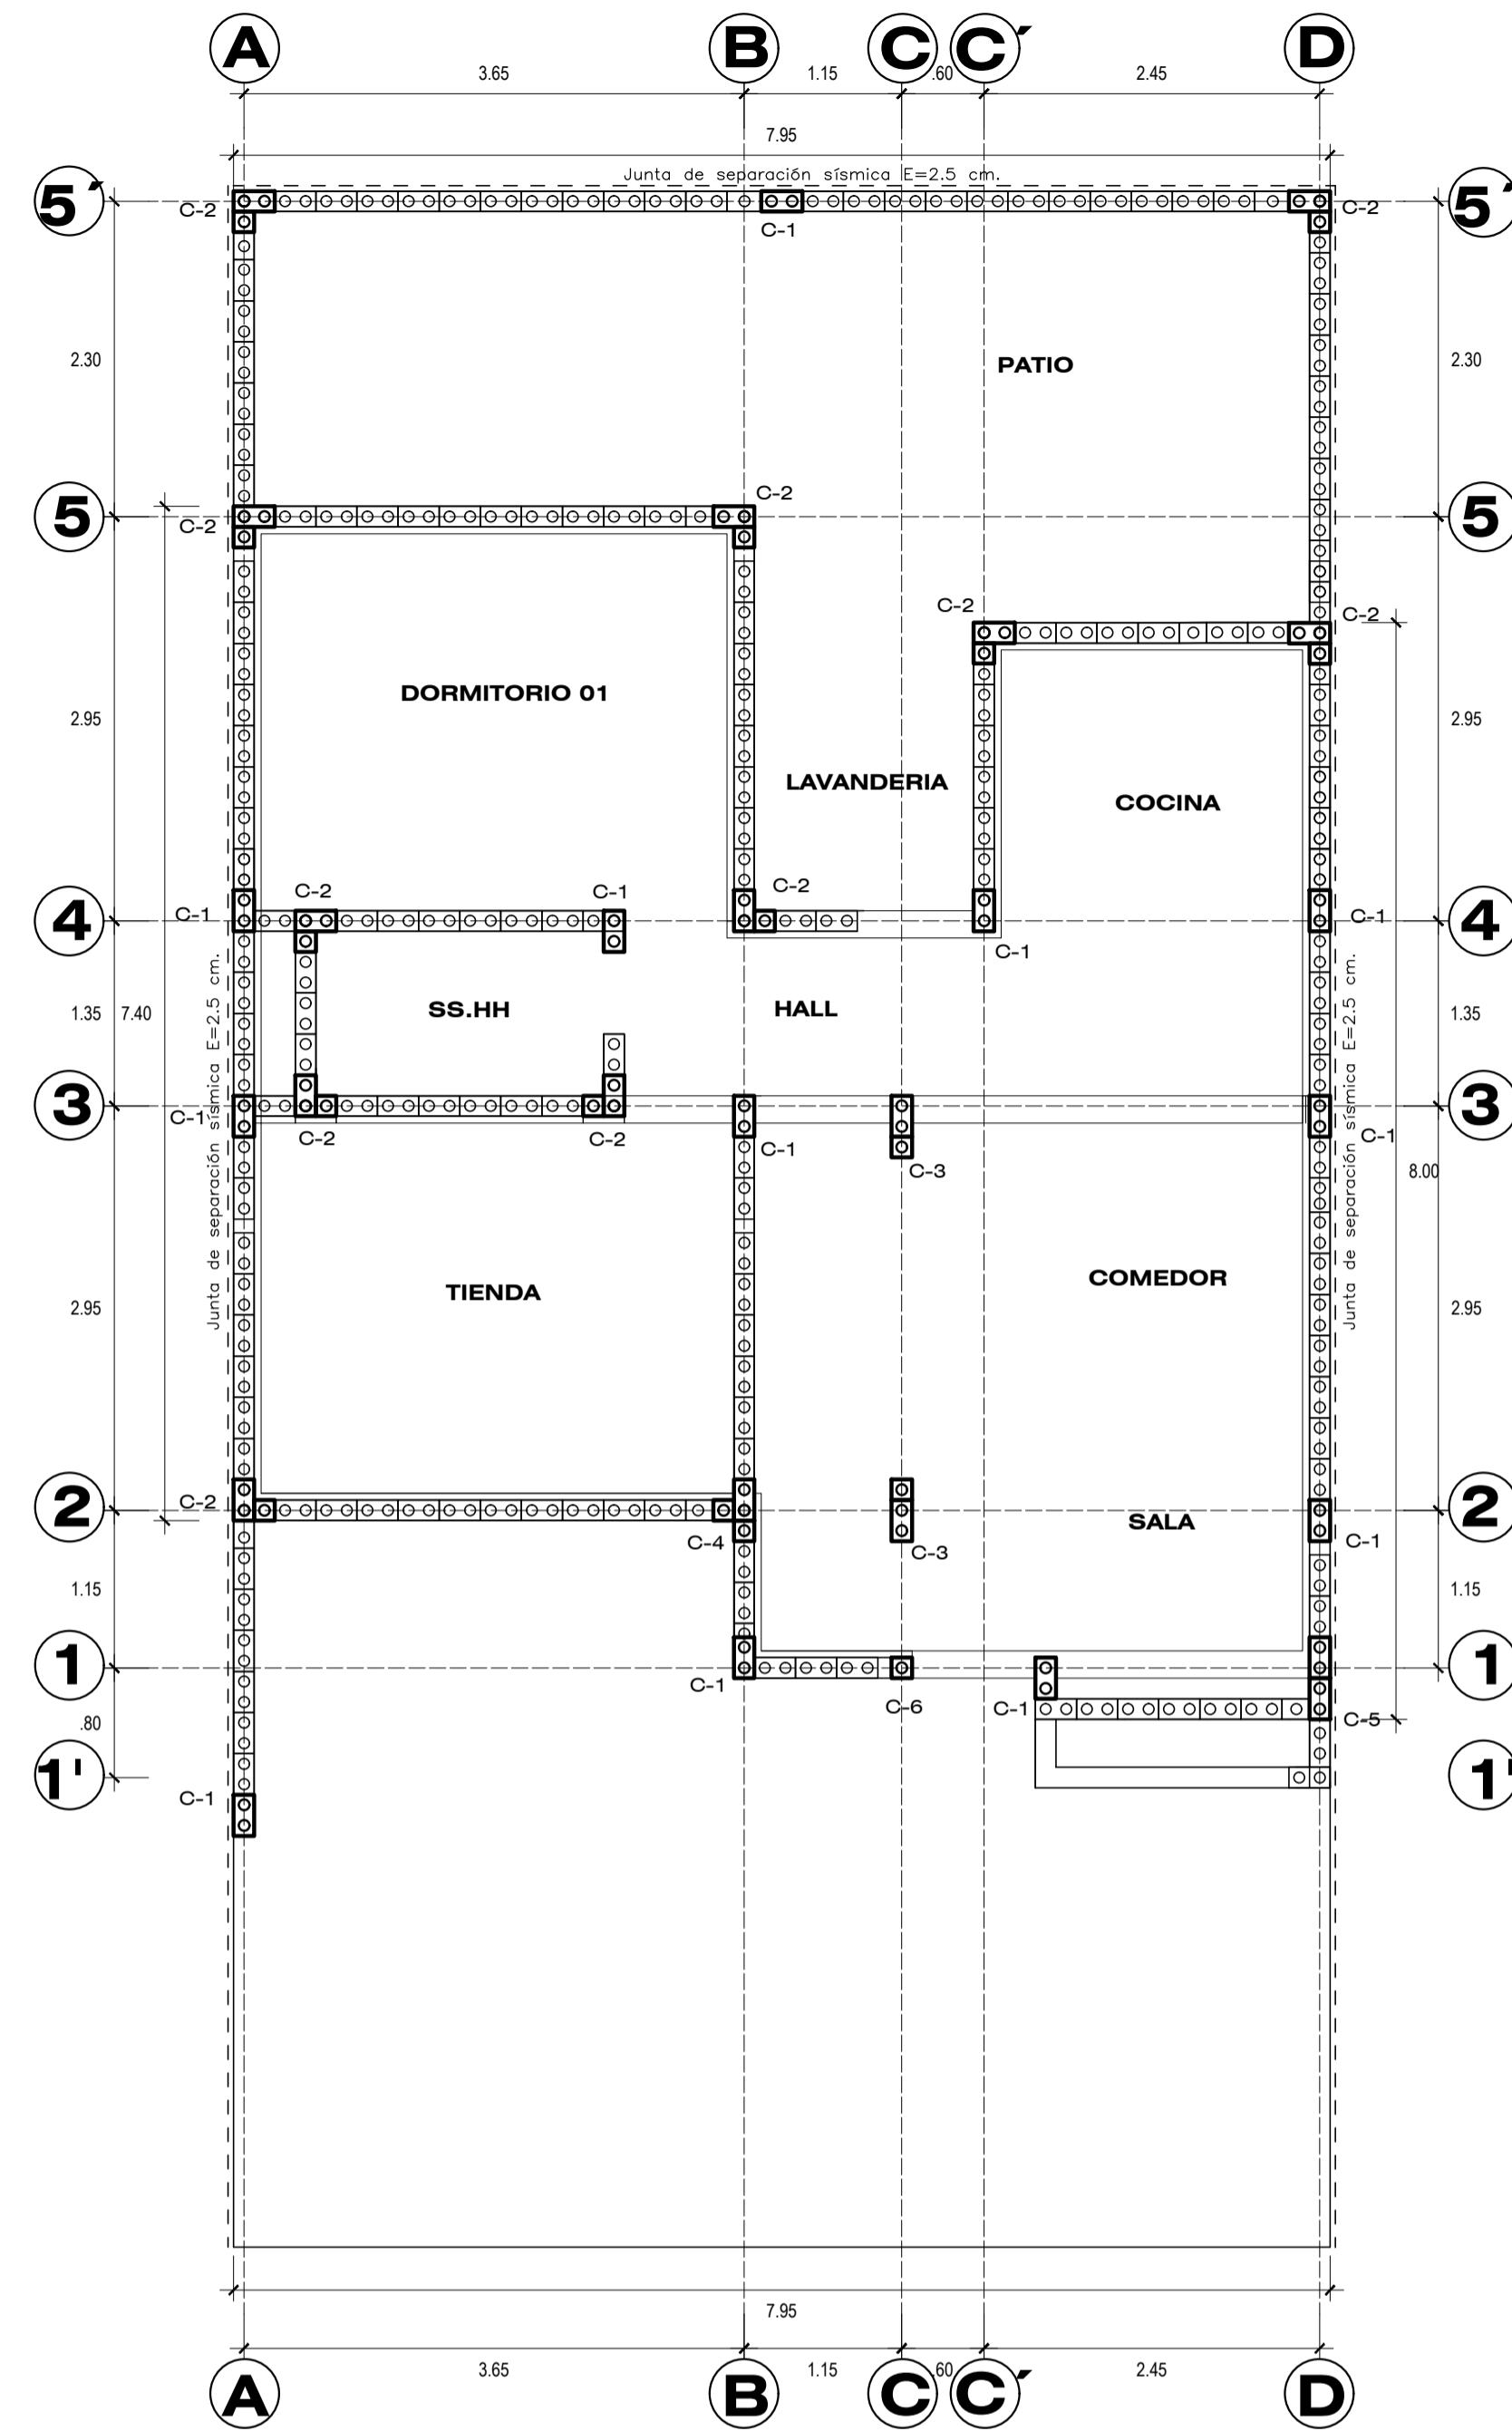 A B C C´ D
3.65 1.15 .60 2.45
7.95
Junta de separación sísmica E=2.5 cm.
5´ C-2 C-2 5´
C-1
2.30 PATIO 2.30
C-2
5 C-2 5
C-2 C-2
DORMITORIO 01
2.95 2.95
LAVANDERIA
COCINA
C-2 C-1 C-2
4 C-1 C-1 4
C-1
1.35 7.40 SS.HH HALL 1.35
Junta de separación sísmica E=2.5 cm.
Junta de separación sísmica E=2.5 cm.
3 C-1 3
C-2 C-2 C-1 C-1
C-3 8.00
TIENDA COMEDOR
2.95 2.95
2 C-2 SALA 2
C-4 C-3 C-1
1.15 1.15
1 1
C-1 C-6 C-1 C-5
.80
1' 1'
C-1
7.95
3.65 1.15 .60 2.45
A B C C´ D